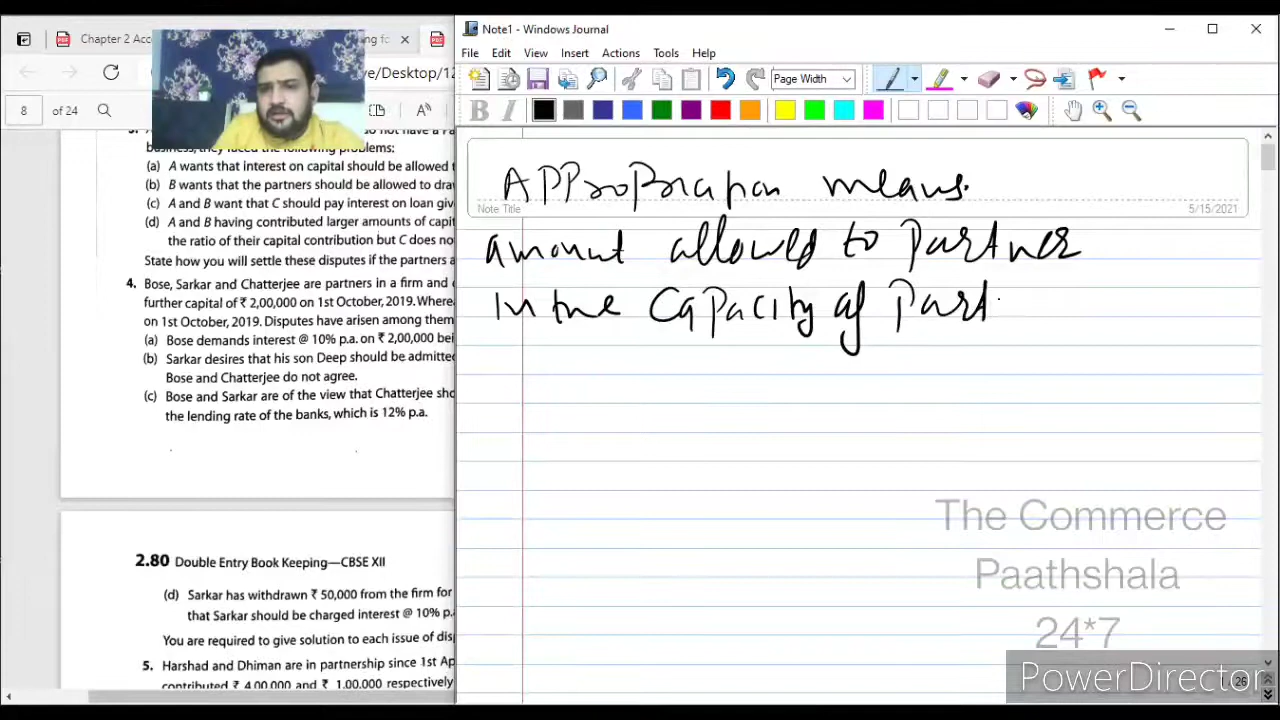 Chapter 2 Acco
ng fo
ve/Desktop/12
8 of 24
business, they faced the following problems:
(a) A wants that interest on capital should be allowed t
(b) B wants that the partners should be allowed to dra
(c) A and B want that C should pay interest on loan giv
(d) A and B having contributed larger amounts of capit
the ratio of their capital contribution but C does no
State how you will settle these disputes if the partners a
4. Bose, Sarkar and Chatterjee are partners in a firm and
further capital of ₹ 2,00,000 on 1st October, 2019. Where
on 1st October, 2019. Disputes have arisen among them
(a) Bose demands interest @ 10% p.a. on ₹ 2,00,000 bei
(b) Sarkar desires that his son Deep should be admitted
Bose and Chatterjee do not agree.
(c) Bose and Sarkar are of the view that Chatterjee sho
the lending rate of the banks, which is 12% p.a.
2.80 Double Entry Book Keeping—CBSE XII
(d) Sarkar has withdrawn ₹ 50,000 from the firm for
that Sarkar should be charged interest @ 10% p.
You are required to give solution to each issue of disp
5. Harshad and Dhiman are in partnership since 1st Ap
contributed ₹ 4,00,000 and ₹ 1,00,000 respectively
Note1 - Windows Journal
File Edit View Insert Actions Tools Help
Page Width
B I
APProPriation means
Note Title 5/15/2021
amount allowed to Partner
In the CaPacity of Part
The Commerce
Paathshala
24*7
PowerDirector